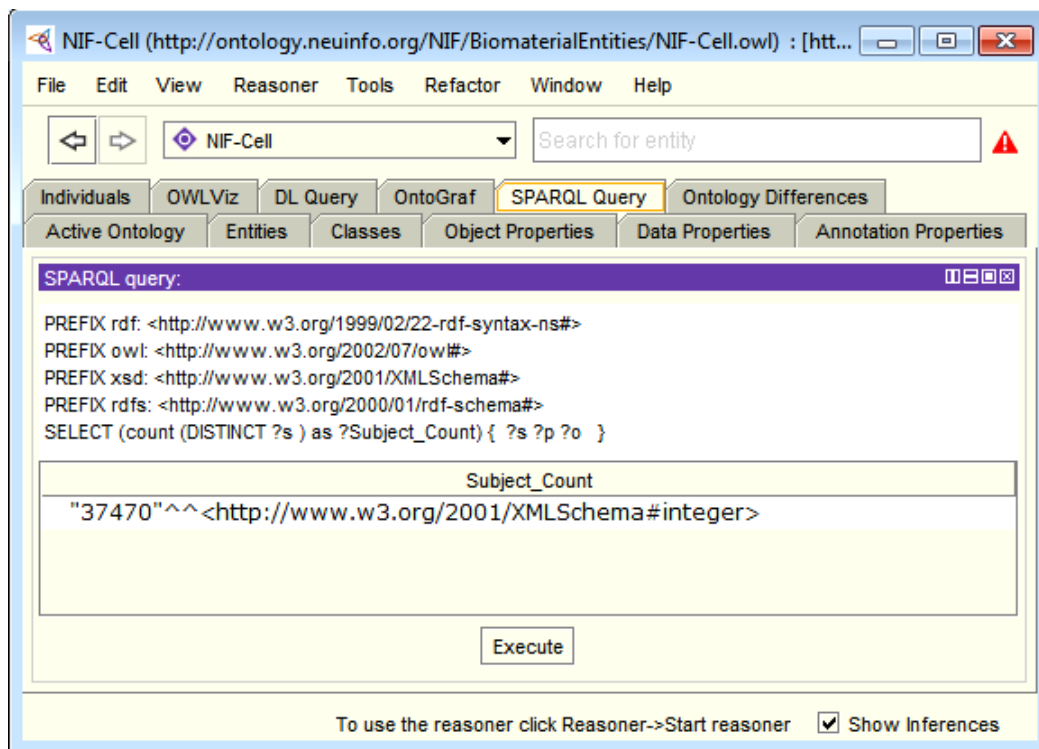 NIF-Cell (http://ontology.neuinfo.org/NIF/BiomaterialEntities/NIF-Cell.owl) : [htt...
File Edit View Reasoner Tools Refactor Window Help
NIF-Cell Search for entity
Individuals OWLViz DL Query OntoGraf SPARQL Query Ontology Differences
Active Ontology Entities Classes Object Properties Data Properties Annotation Properties
SPARQL query:
PREFIX rdf: <http://www.w3.org/1999/02/22-rdf-syntax-ns#>
PREFIX owl: <http://www.w3.org/2002/07/owl#>
PREFIX xsd: <http://www.w3.org/2001/XMLSchema#>
PREFIX rdfs: <http://www.w3.org/2000/01/rdf-schema#>
SELECT (count (DISTINCT ?s ) as ?Subject_Count) { ?s ?p ?o }
Subject_Count
"37470"^^<http://www.w3.org/2001/XMLSchema#integer>
Execute
To use the reasoner click Reasoner->Start reasoner Show Inferences